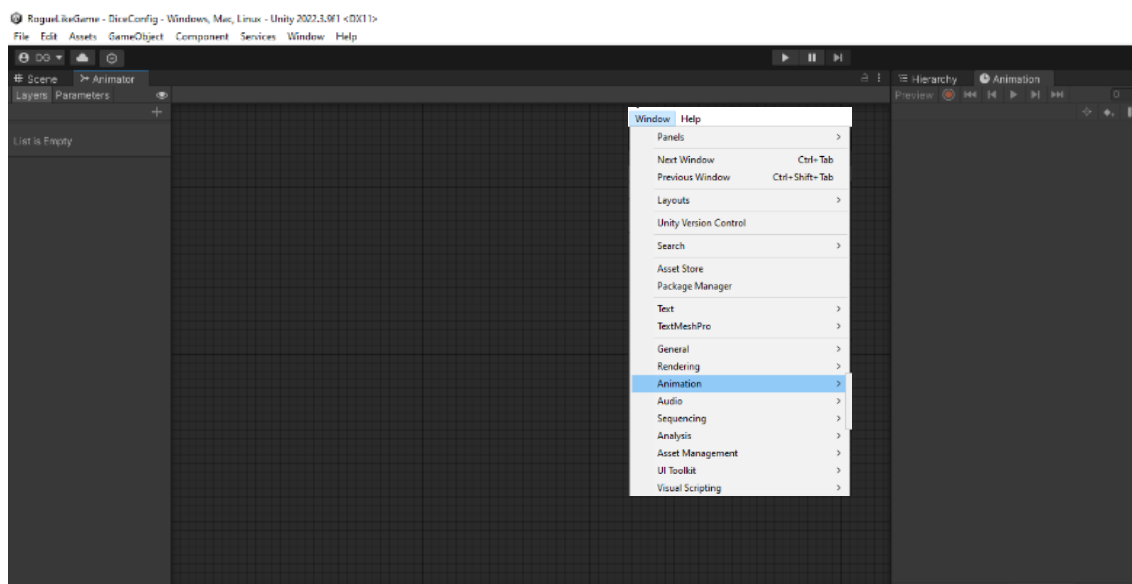 RogueLikeGame - DiceConfig - Windows, Mac, Linux - Unity 2022.3.9f1 <DX11>
File Edit Assets GameObject Component Services Window Help
DG
Scene Animator
Hierarchy Animation
Layers Parameters
Preview
0
List is Empty
Window Help
Panels
Next Window Ctrl+Tab
Previous Window Ctrl+Shift+Tab
Layouts
Unity Version Control
Search
Asset Store
Package Manager
Text
TextMeshPro
General
Rendering
Animation
Audio
Sequencing
Analysis
Asset Management
UI Toolkit
Visual Scripting